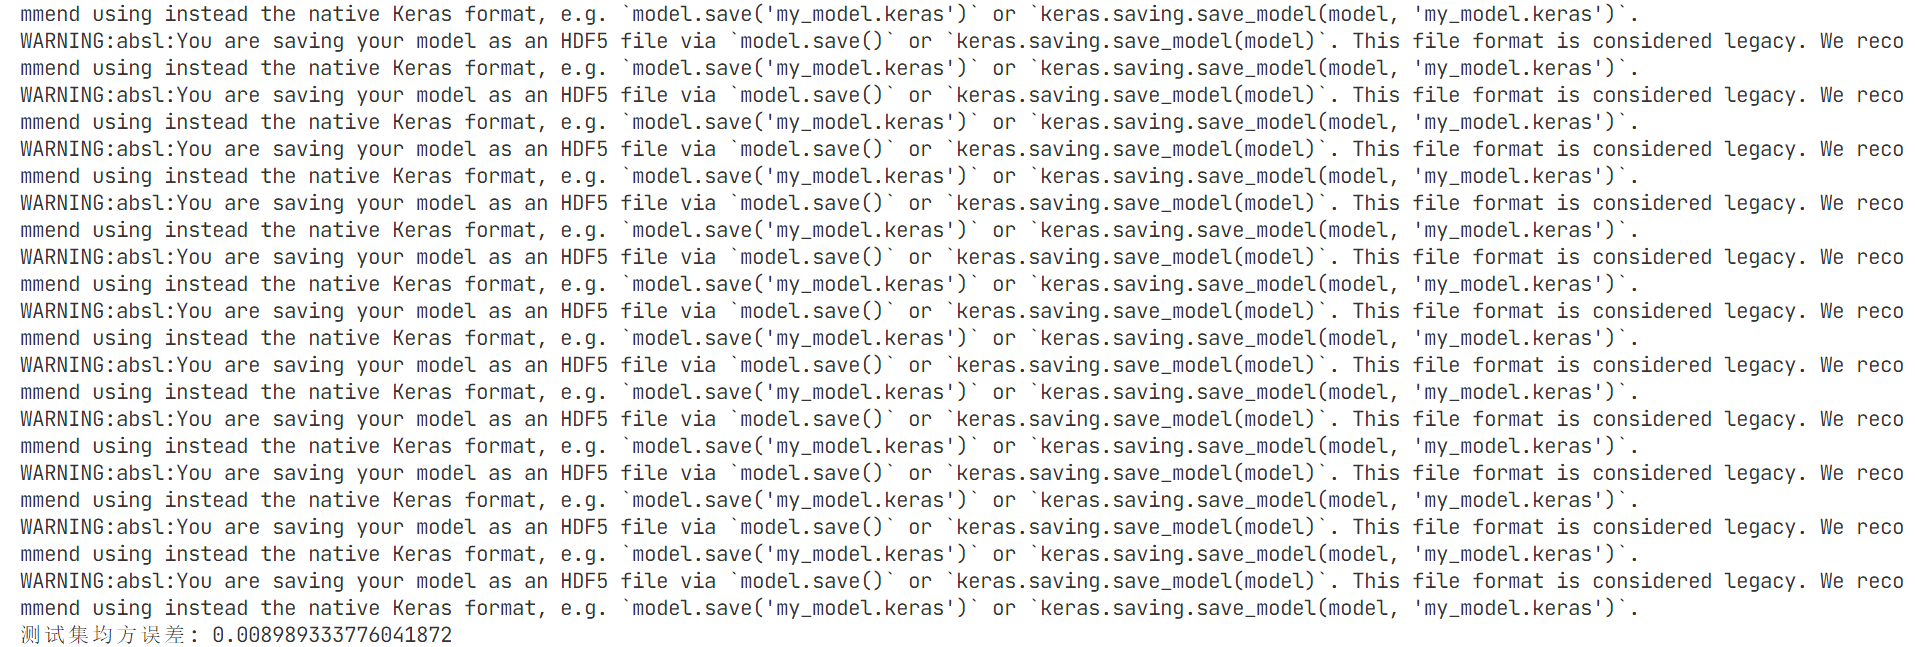 mmend using instead the native Keras format, e.g. `model.save('my_model.keras')` or `keras.saving.save_model(model, 'my_model.keras')`.
WARNING:absl:You are saving your model as an HDF5 file via `model.save()` or `keras.saving.save_model(model)`. This file format is considered legacy. We reco
mmend using instead the native Keras format, e.g. `model.save('my_model.keras')` or `keras.saving.save_model(model, 'my_model.keras')`.
WARNING:absl:You are saving your model as an HDF5 file via `model.save()` or `keras.saving.save_model(model)`. This file format is considered legacy. We reco
mmend using instead the native Keras format, e.g. `model.save('my_model.keras')` or `keras.saving.save_model(model, 'my_model.keras')`.
WARNING:absl:You are saving your model as an HDF5 file via `model.save()` or `keras.saving.save_model(model)`. This file format is considered legacy. We reco
mmend using instead the native Keras format, e.g. `model.save('my_model.keras')` or `keras.saving.save_model(model, 'my_model.keras')`.
WARNING:absl:You are saving your model as an HDF5 file via `model.save()` or `keras.saving.save_model(model)`. This file format is considered legacy. We reco
mmend using instead the native Keras format, e.g. `model.save('my_model.keras')` or `keras.saving.save_model(model, 'my_model.keras')`.
WARNING:absl:You are saving your model as an HDF5 file via `model.save()` or `keras.saving.save_model(model)`. This file format is considered legacy. We reco
mmend using instead the native Keras format, e.g. `model.save('my_model.keras')` or `keras.saving.save_model(model, 'my_model.keras')`.
WARNING:absl:You are saving your model as an HDF5 file via `model.save()` or `keras.saving.save_model(model)`. This file format is considered legacy. We reco
mmend using instead the native Keras format, e.g. `model.save('my_model.keras')` or `keras.saving.save_model(model, 'my_model.keras')`.
WARNING:absl:You are saving your model as an HDF5 file via `model.save()` or `keras.saving.save_model(model)`. This file format is considered legacy. We reco
mmend using instead the native Keras format, e.g. `model.save('my_model.keras')` or `keras.saving.save_model(model, 'my_model.keras')`.
WARNING:absl:You are saving your model as an HDF5 file via `model.save()` or `keras.saving.save_model(model)`. This file format is considered legacy. We reco
mmend using instead the native Keras format, e.g. `model.save('my_model.keras')` or `keras.saving.save_model(model, 'my_model.keras')`.
WARNING:absl:You are saving your model as an HDF5 file via `model.save()` or `keras.saving.save_model(model)`. This file format is considered legacy. We reco
mmend using instead the native Keras format, e.g. `model.save('my_model.keras')` or `keras.saving.save_model(model, 'my_model.keras')`.
WARNING:absl:You are saving your model as an HDF5 file via `model.save()` or `keras.saving.save_model(model)`. This file format is considered legacy. We reco
mmend using instead the native Keras format, e.g. `model.save('my_model.keras')` or `keras.saving.save_model(model, 'my_model.keras')`.
WARNING:absl:You are saving your model as an HDF5 file via `model.save()` or `keras.saving.save_model(model)`. This file format is considered legacy. We reco
mmend using instead the native Keras format, e.g. `model.save('my_model.keras')` or `keras.saving.save_model(model, 'my_model.keras')`.
测试集均方误差: 0.008989333776041872